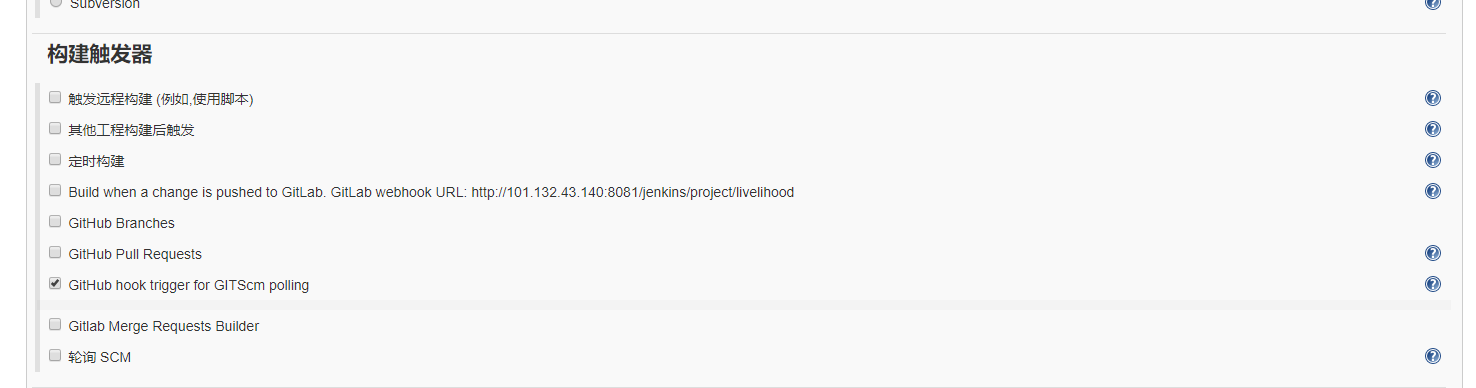 Subversion
构建触发器
触发远程构建 (例如,使用脚本)
其他工程构建后触发
定时构建
Build when a change is pushed to GitLab. GitLab webhook URL: http://101.132.43.140:8081/jenkins/project/livelihood
GitHub Branches
GitHub Pull Requests
GitHub hook trigger for GITScm polling
Gitlab Merge Requests Builder
轮询 SCM